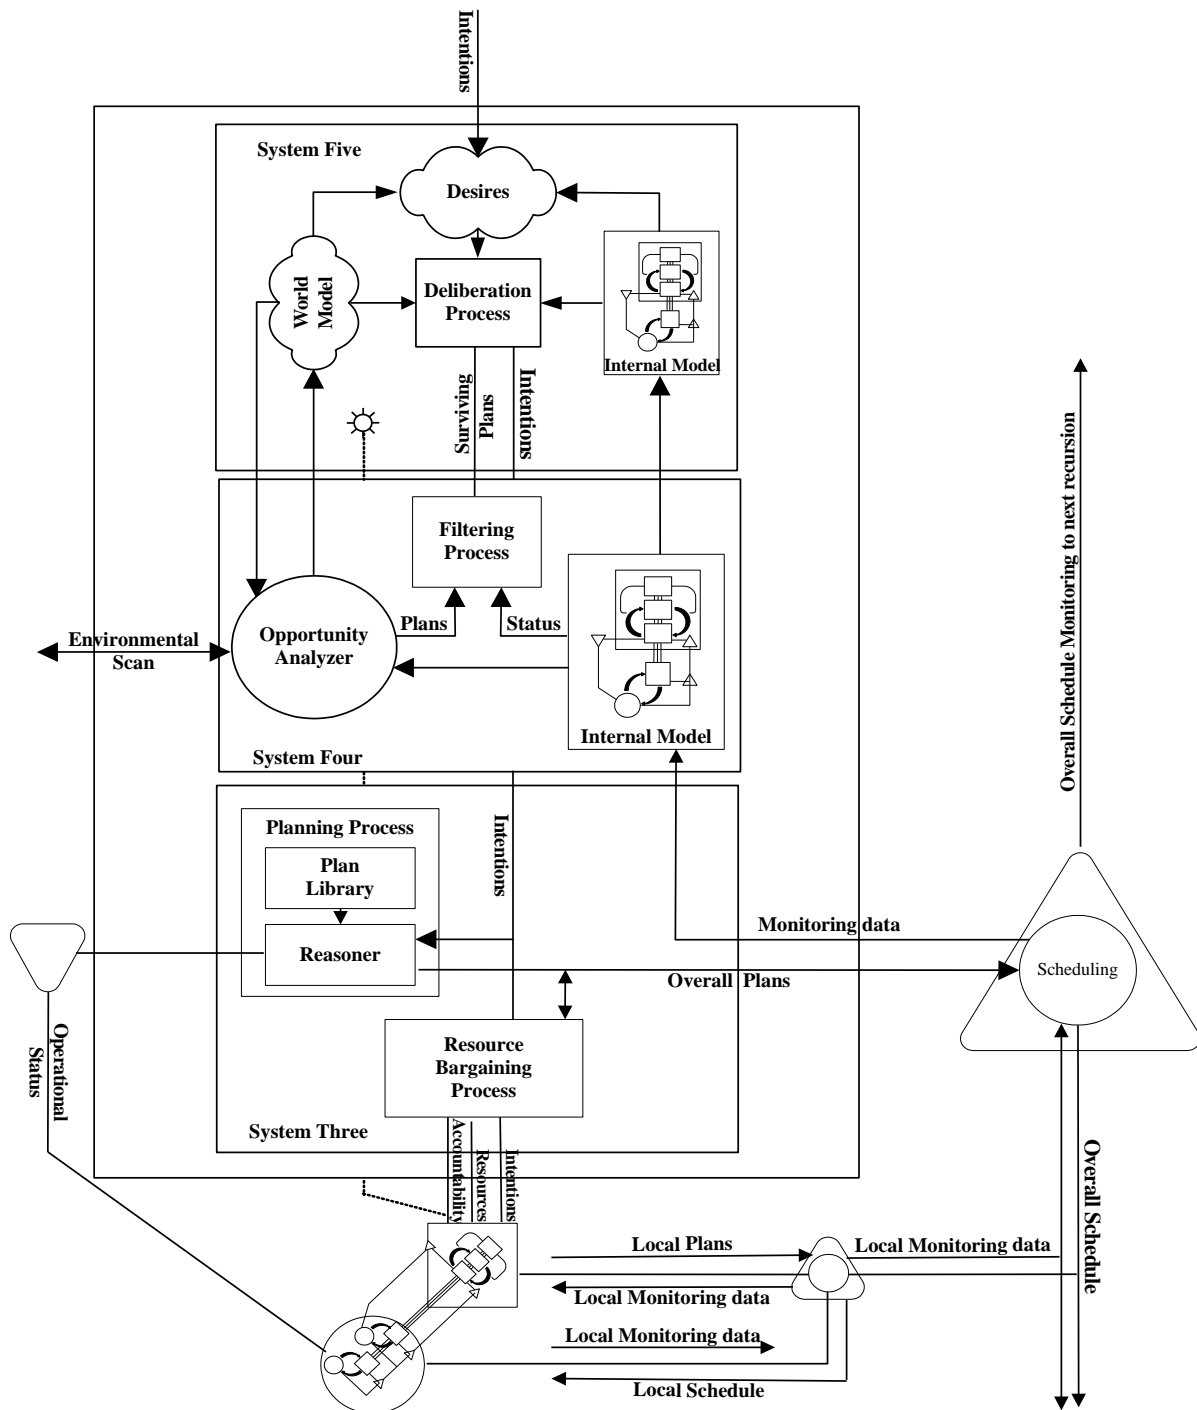 Intentions
System Five
Desires
World
Model
Deliberation
Process
Internal Model
Surviving
Plans
Intentions
Filtering
Process
Environmental
Scan
Opportunity
Analyzer
Plans
Status
Internal Model
System Four
Overall Schedule Monitoring to next recursion
Planning Process
Plan
Library
Reasoner
Intentions
Monitoring data
Overall Plans
Scheduling
Operational
Status
Resource
Bargaining
Process
System Three
Accountability
Resources
Intentions
Overall Schedule
Local Plans
Local Monitoring data
Local Monitoring data
Local Monitoring data
Local Schedule